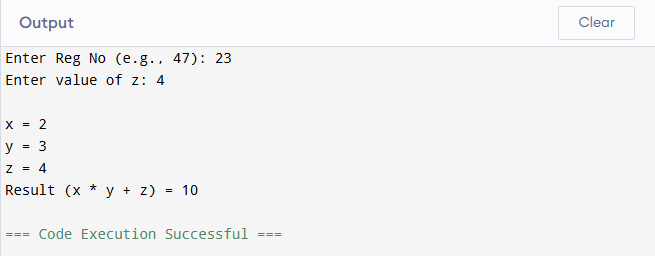 Output
Clear
Enter Reg No (e.g., 47): 23
Enter value of z: 4
x = 2
y = 3
z = 4
Result (x * y + z) = 10
=== Code Execution Successful ===